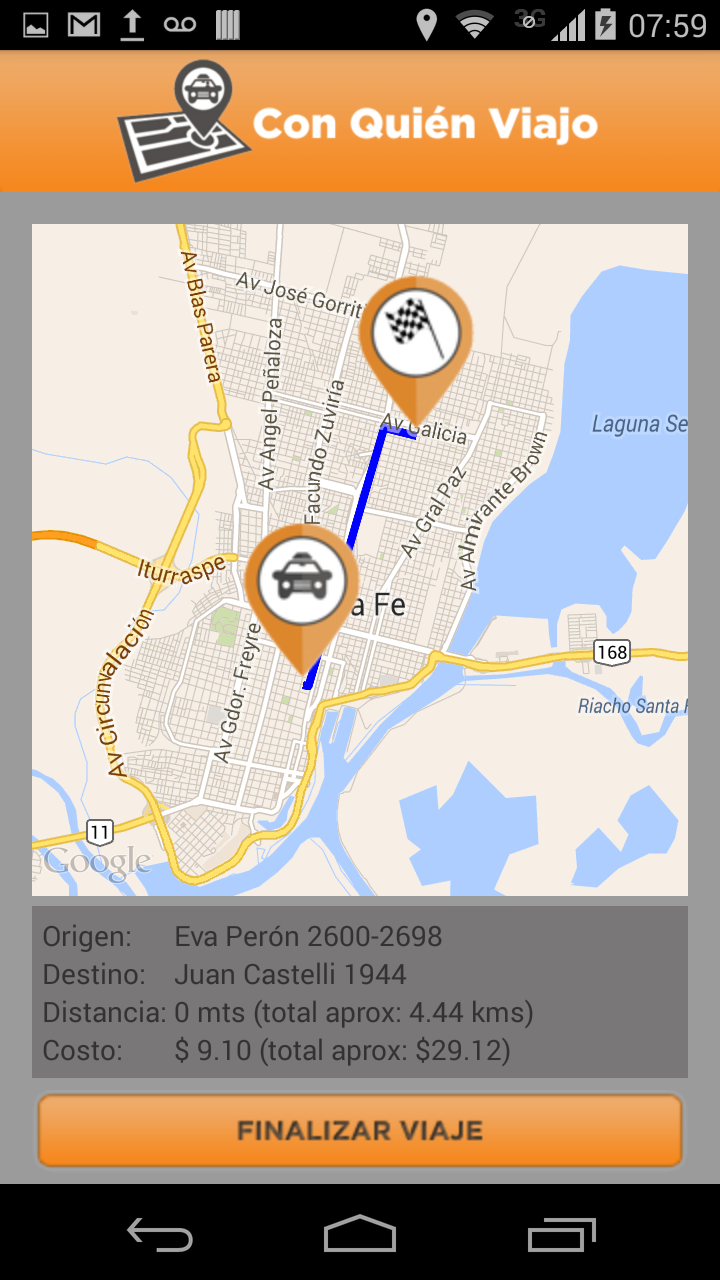 3G 07:59
Con Quién Viajo
Av Blas Parera
Av José Gorriti
Av Angel Peñaloza
Facundo Zuviría
Av Galicia
Laguna Se
Av Gral Paz
Av Almirante Brown
Iturraspe
a Fe
Av Circunvalación
Av Gdor. Freyre
168
Riacho Santa F
11
Google
Origen: Eva Perón 2600-2698
Destino: Juan Castelli 1944
Distancia: 0 mts (total aprox: 4.44 kms)
Costo: $ 9.10 (total aprox: $29.12)
FINALIZAR VIAJE